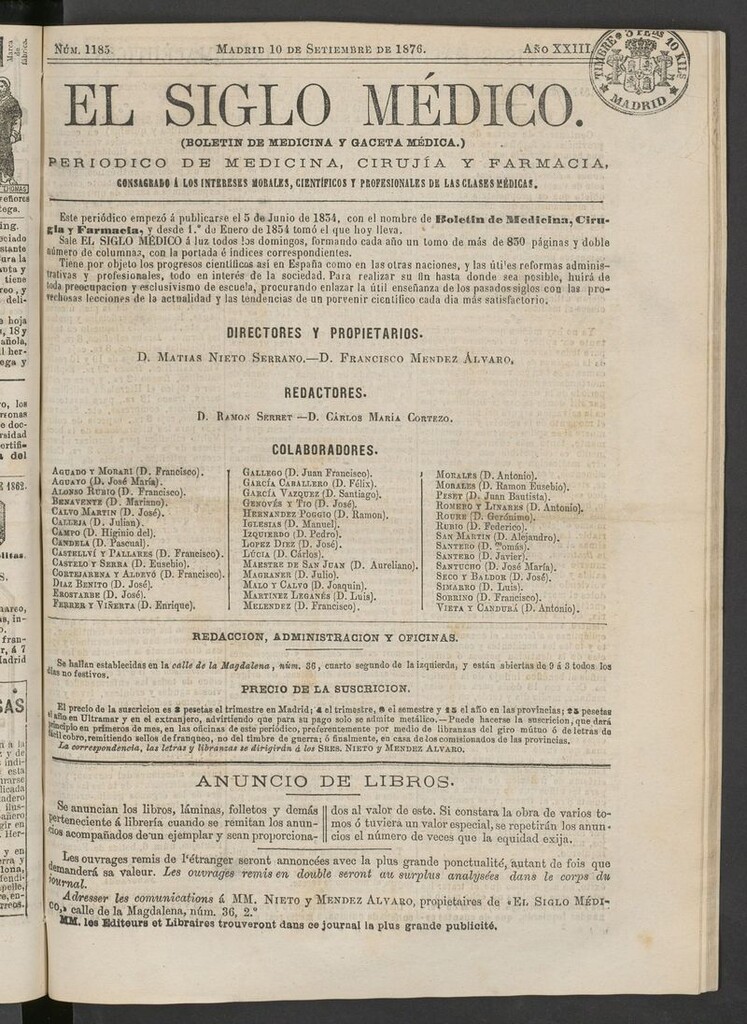 Núm. 1185.
Madrid 10 de Setiembre de 1876.
Año XXIII.
TIMBRE 10 KILS
MADRID
EL SIGLO MÉDICO.
(BOLETIN DE MEDICINA Y GACETA MÉDICA.)
PERIODICO DE MEDICINA, CIRUJÍA Y FARMACIA,
CONSAGRADO Á LOS INTERESES MORALES, CIENTÍFICOS Y PROFESIONALES DE LAS CLASES MÉDICAS.
Este periódico empezó á publicarse el 5 de Junio de 1854, con el nombre de Boletin de Medicina, Ciru-
gía y Farmacia, y desde 1.º de Enero de 1854 tomó el que hoy lleva.
Sale EL SIGLO MÉDICO á luz todos los domingos, formando cada año un tomo de más de 830 páginas y doble
número de columnas, con la portada é índices correspondientes.
Tiene por objeto los progresos científicos así en España como en las otras naciones, y las útiles reformas adminis-
trativas y profesionales, todo en interés de la sociedad. Para realizar su fin hasta donde sea posible, huirá de
toda preocupacion y esclusivismo de escuela, procurando enlazar la útil enseñanza de los pasados siglos con las pro-
vechosas lecciones de la actualidad y las tendencias de un porvenir científico cada dia más satisfactorio.
DIRECTORES Y PROPIETARIOS.
D. Matias Nieto Serrano.—D. Francisco Mendez Álvaro.
REDACTORES.
D. Ramon Serret —D. Cárlos María Cortezo.
COLABORADORES.
Aguado y Morari (D. Francisco).
Aguayo (D. José María).
Alonso Rubio (D. Francisco).
Benavente (D. Mariano).
Calvo Martin (D. José).
Calleja (D. Julian).
Campo (D. Higinio del).
Candela (D. Pascual).
Castellví y Pallares (D. Francisco).
Castelo y Serra (D. Eusebio).
Cortejarena y Aldevó (D. Francisco).
Diaz Benito (D. José).
Erostarbe (D. José).
Ferrer y Viñerta (D. Enrique).
Gallego (D. Juan Francisco).
García Caballero (D. Félix).
García Vazquez (D. Santiago).
Genovés y Tio (D. José).
Hernandez Poggio (D. Ramon).
Iglesias (D. Manuel).
Izquierdo (D. Pedro).
Lopez Diez (D. José).
Lúcia (D. Cárlos).
Maestre de San Juan (D. Aureliano).
Magraner (D. Julio).
Malo y Calvo (D. Joaquin).
Martinez Leganés (D. Luis).
Melendez (D. Francisco).
Morales (D. Antonio).
Morales (D. Ramon Eusebio).
Peset (D. Juan Bautista).
Romero y Linares (D. Antonio).
Roure (D. Gerónimo).
Rubio (D. Federico).
San Martin (D. Alejandro).
Santero (D. Tomás).
Santero (D. Javier).
Santucho (D. José María).
Seco y Baldor (D. José).
Simarro (D. Luis).
Sobrino (D. Francisco).
Vieta y Candurá (D. Antonio).
REDACCION, ADMINISTRACION Y OFICINAS.
Se hallan establecidas en la calle de la Magdalena, núm. 36, cuarto segundo de la izquierda, y están abiertas de 9 á 3 todos los
dias no festivos.
PRECIO DE LA SUSCRICION.
El precio de la suscricion es 3 pesetas el trimestre en Madrid; 4 el trimestre, 8 el semestre y 15 el año en las provincias; 25 pesetas
el año en Ultramar y en el extranjero, advirtiendo que para su pago solo se admite metálico.—Puede hacerse la suscricion, que dará
principio en primeros de mes, en las oficinas de este periódico, preferentemente por medio de libranzas del giro mútuo ó de letras de
fácil cobro, remitiendo sellos de franqueo, no del timbre de guerra; ó finalmente, en casa de los comisionados de las provincias.
La correspondencia, las letras y libranzas se dirigirán á los Sres. Nieto y Mendez Alvaro.
ANUNCIO DE LIBROS.
Se anuncian los libros, láminas, folletos y demás
perteneciente á librería cuando se remitan los anun-
cios acompañados de un ejemplar y sean proporciona-
dos al valor de este. Si constara la obra de varios to-
mos ó tuviera un valor especial, se repetirán los anun-
cios el número de veces que la equidad exija.
Les ouvrages remis de l'étranger seront annoncées avec la plus grande ponctualité, autant de fois que
demanderá sa valeur. Les ouvrages remis en double seront au surplus analysées dans le corps du
journal.
Adresser les comunications á MM. Nieto y Mendez Alvaro, propietaires de «El Siglo Médi-
co,» calle de la Magdalena, núm. 36, 2.º
MM. les Editeurs et Libraires trouveront dans ce journal la plus grande publicité.